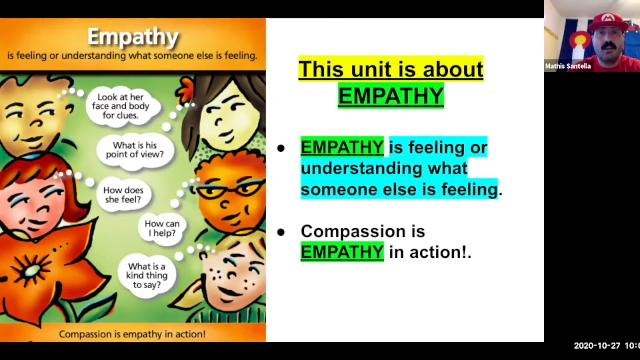 Empathy
is feeling or understanding what someone else is feeling.
Look at her
face and body
for clues.
What is his
point of view?
How does
she feel?
How can
I help?
What is a
kind thing
to say?
Compassion is empathy in action!
This unit is about
EMPATHY
● EMPATHY is feeling or
understanding what
someone else is feeling.
● Compassion is
EMPATHY in action!.
Mathis Santella
2020-10-27